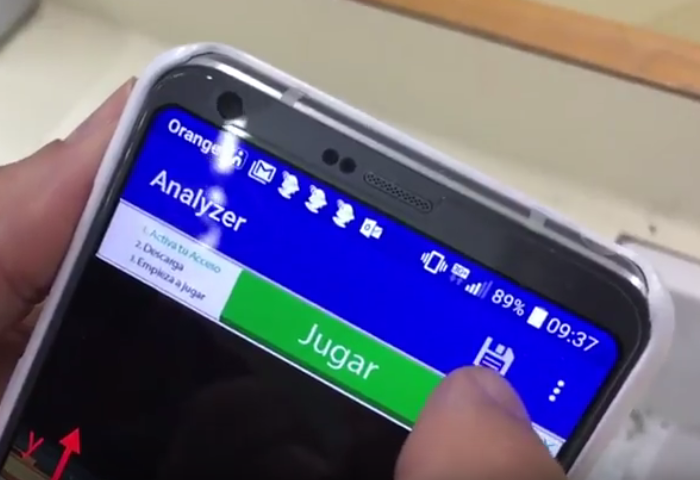 Orange
89% 09:37
Analyzer
1. Activa tu Acceso
2. Descarga
3. Empieza a jugar
Jugar
y